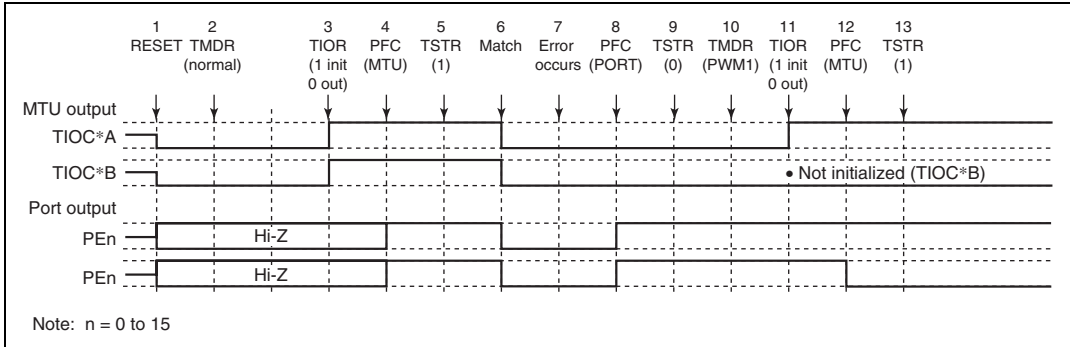 1 2 3 4 5 6 7 8 9 10 11 12 13
RESET TMDR TIOR PFC TSTR Match Error PFC TSTR TMDR TIOR PFC TSTR
(normal) (1 init (MTU) (1) occurs (PORT) (0) (PWM1) (1 init (MTU) (1)
0 out) 0 out)
MTU output
TIOC*A
TIOC*B • Not initialized (TIOC*B)
Port output
PEn Hi-Z
PEn Hi-Z
Note: n = 0 to 15